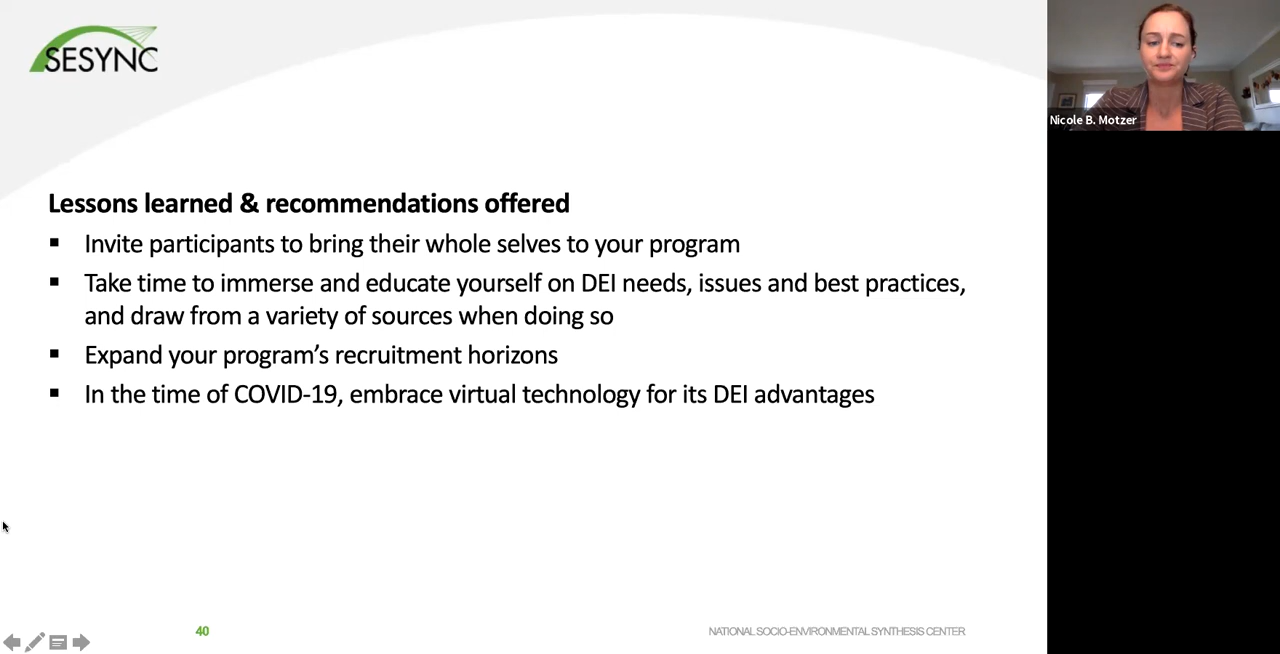 SESYNC
Nicole B. Motzer
Lessons learned & recommendations offered
▪ Invite participants to bring their whole selves to your program
▪ Take time to immerse and educate yourself on DEI needs, issues and best practices,
and draw from a variety of sources when doing so
▪ Expand your program’s recruitment horizons
▪ In the time of COVID-19, embrace virtual technology for its DEI advantages
40
NATIONAL SOCIO-ENVIRONMENTAL SYNTHESIS CENTER